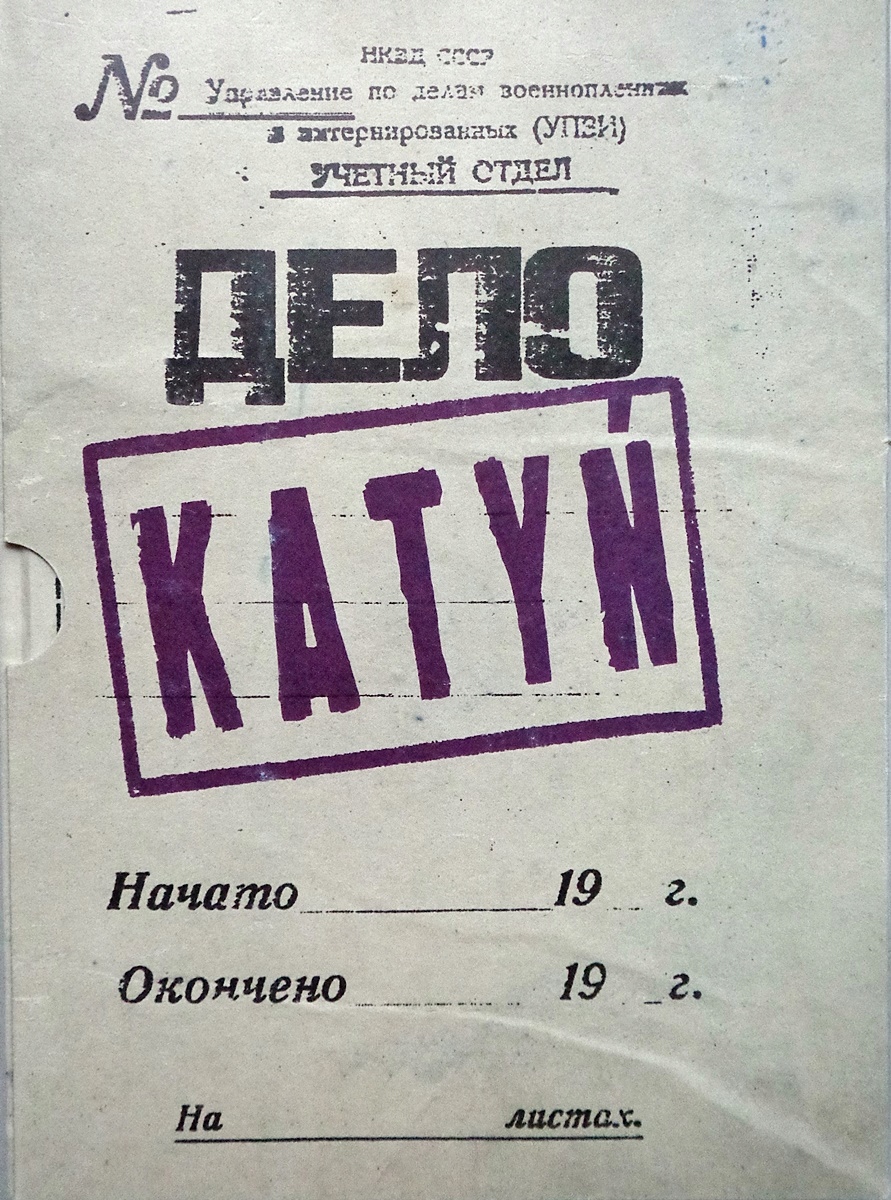 НКВД СССР
№ Управление по делам военнопленных
и интернированных (УПВИ)
УЧЕТНЫЙ ОТДЕЛ
ДЕЛО
KATYŃ
Начато 19 г.
Окончено 19 г.
На листах.